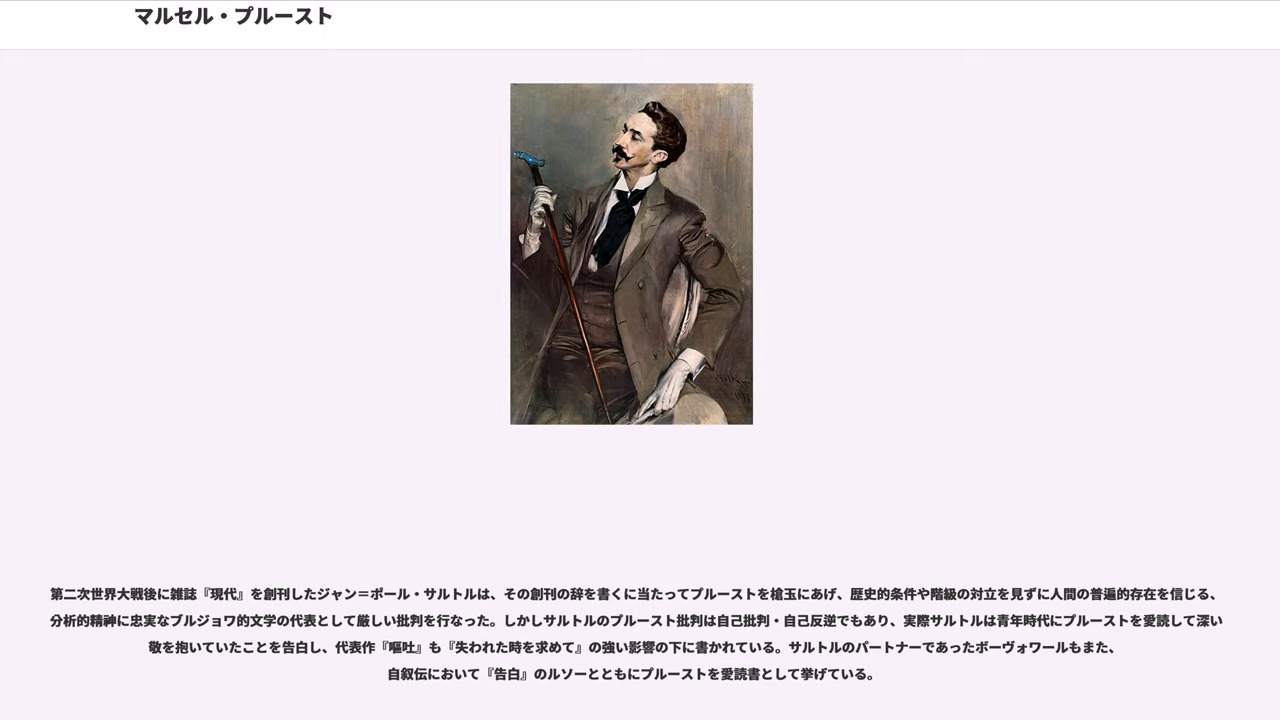 マルセル・プルースト
第二次世界大戦後に雑誌『現代』を創刊したジャン＝ポール・サルトルは、その創刊の辞を書くに当たってプルーストを槍玉にあげ、歴史的条件や階級の対立を見ずに人間の普遍的存在を信じる、
分析的精神に忠実なブルジョワ的文学の代表として厳しい批判を行なった。しかしサルトルのプルースト批判は自己批判・自己反逆でもあり、実際サルトルは青年時代にプルーストを愛読して深い
敬を抱いていたことを告白し、代表作『嘔吐』も『失われた時を求めて』の強い影響の下に書かれている。サルトルのパートナーであったボーヴォワールもまた、
自叙伝において『告白』のルソーとともにプルーストを愛読書として挙げている。